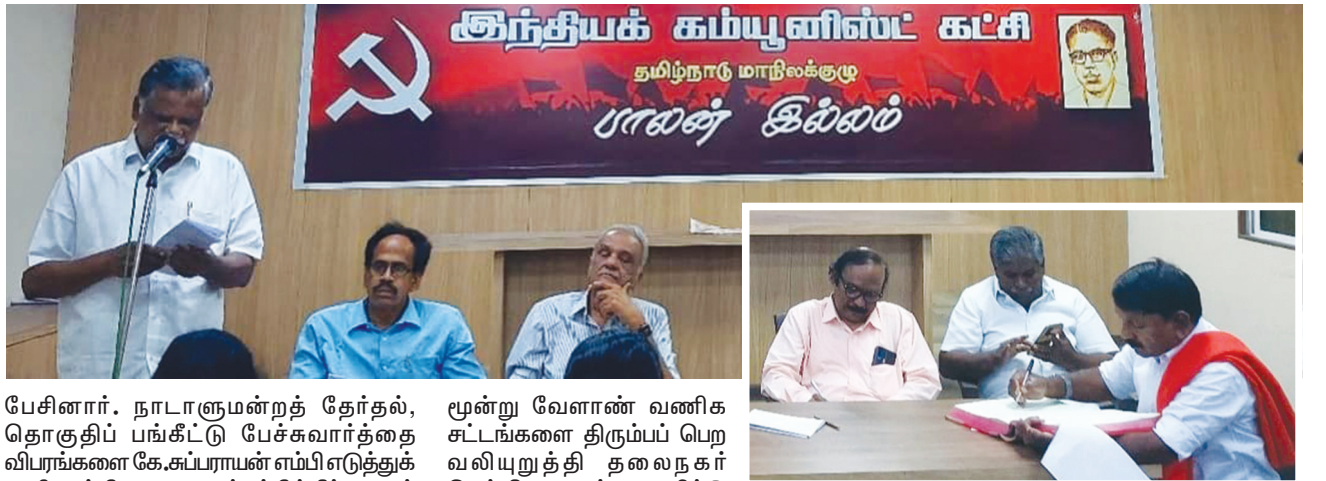 இந்தியக் கம்யூனிஸ்ட் கட்சி
தமிழ்நாடு மாநிலக்குழு
பாலன் இல்லம்
பேசினார். நாடாளுமன்றத் தேர்தல்,
தொகுதிப் பங்கீட்டு பேச்சுவார்த்தை
விபரங்களை கே.சுப்பராயன் எம்பி எடுத்துக்
மூன்று வேளாண் வணிக
சட்டங்களை திரும்பப் பெற
வலியுறுத்தி தலைநகர்